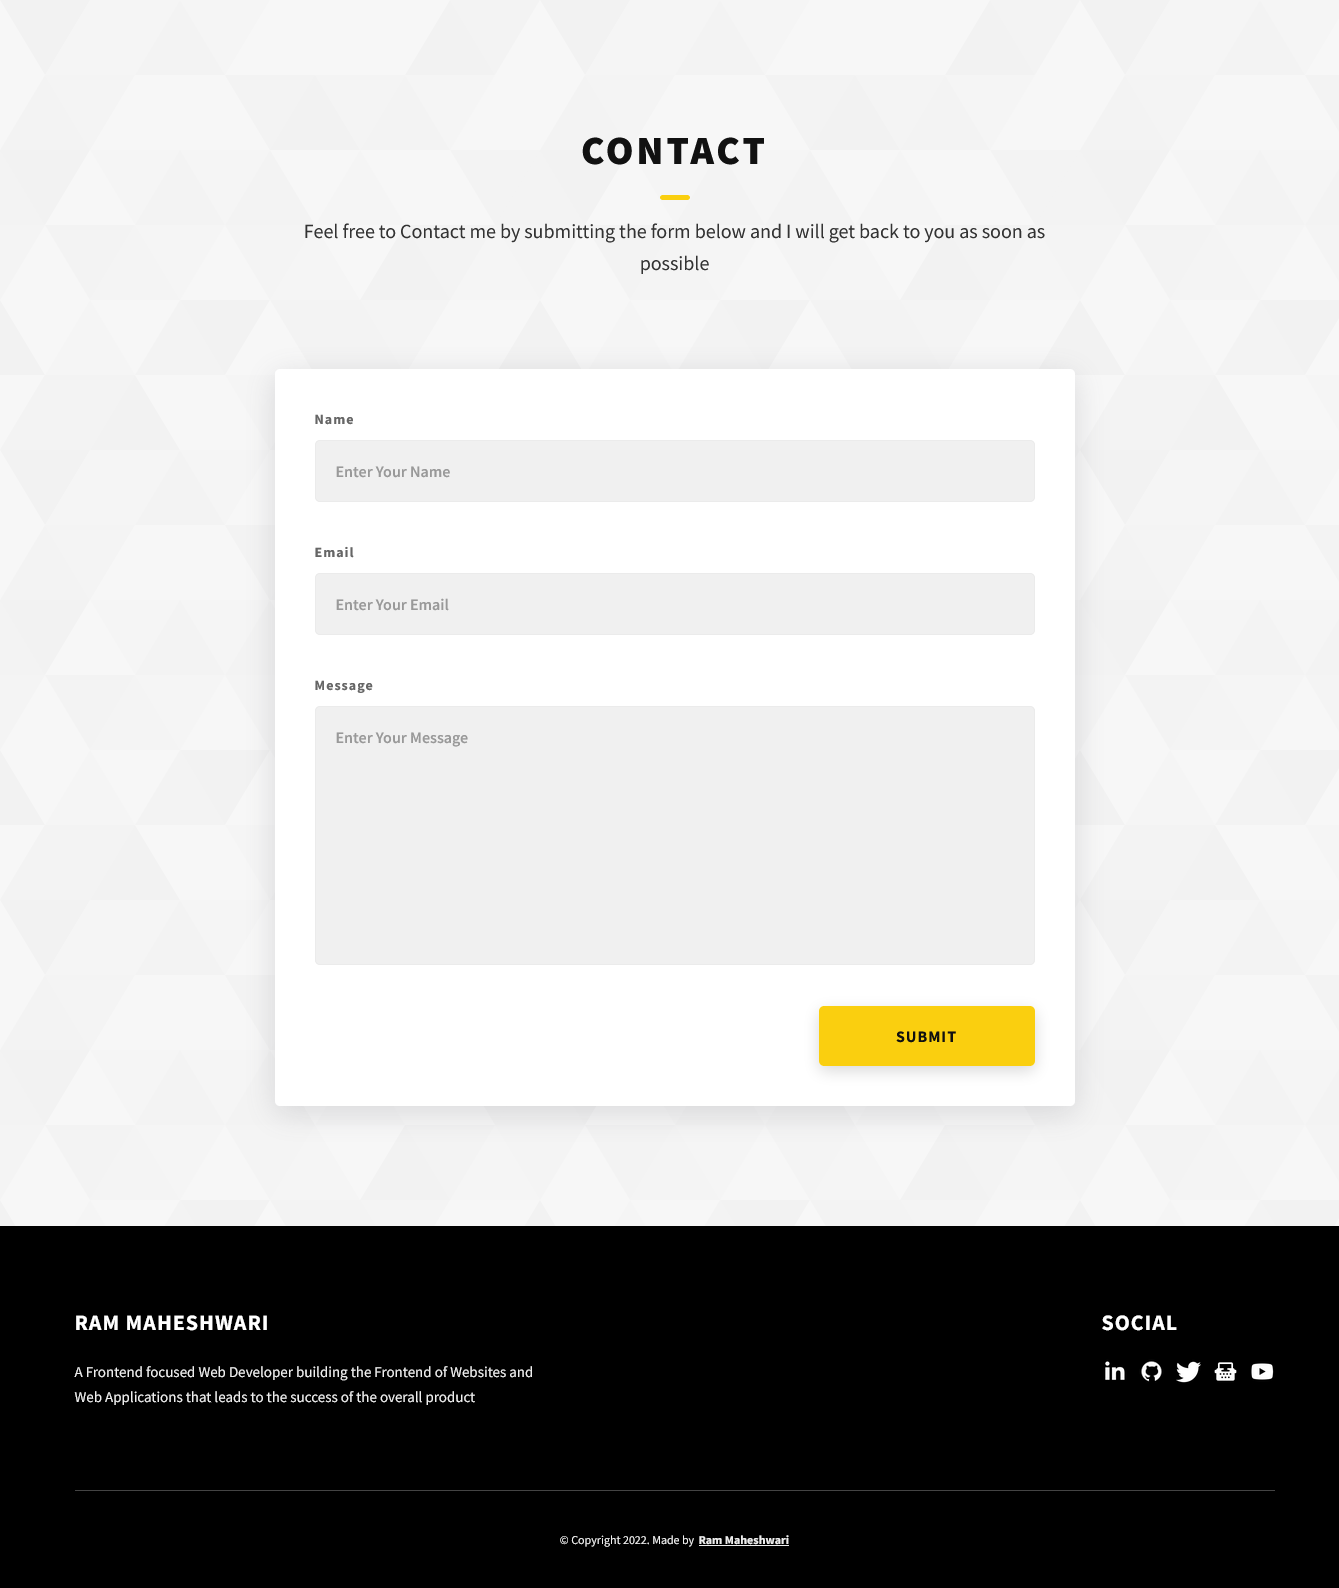 CONTACT
Feel free to Contact me by submitting the form below and I will get back to you as soon as
possible
Name
Enter Your Name
Email
Enter Your Email
Message
Enter Your Message
SUBMIT
RAM MAHESHWARI
A Frontend focused Web Developer building the Frontend of Websites and
Web Applications that leads to the success of the overall product
SOCIAL
© Copyright 2022. Made by Ram Maheshwari